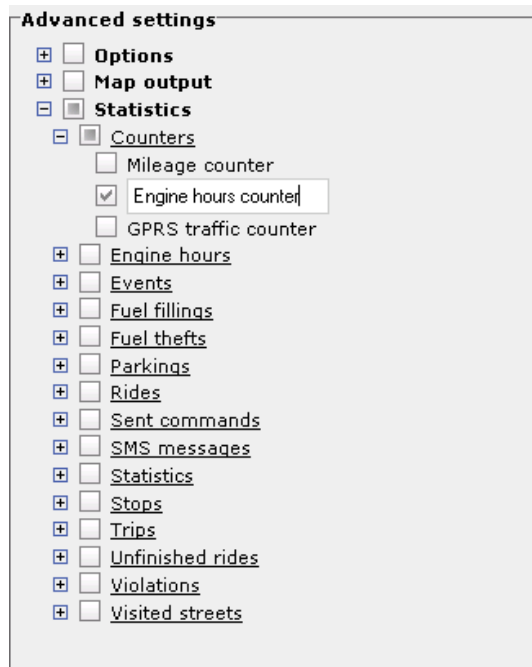 Advanced settings
Options
Map output
Statistics
Counters
Mileage counter
Engine hours counter
GPRS traffic counter
Engine hours
Events
Fuel fillings
Fuel thefts
Parkings
Rides
Sent commands
SMS messages
Statistics
Stops
Trips
Unfinished rides
Violations
Visited streets